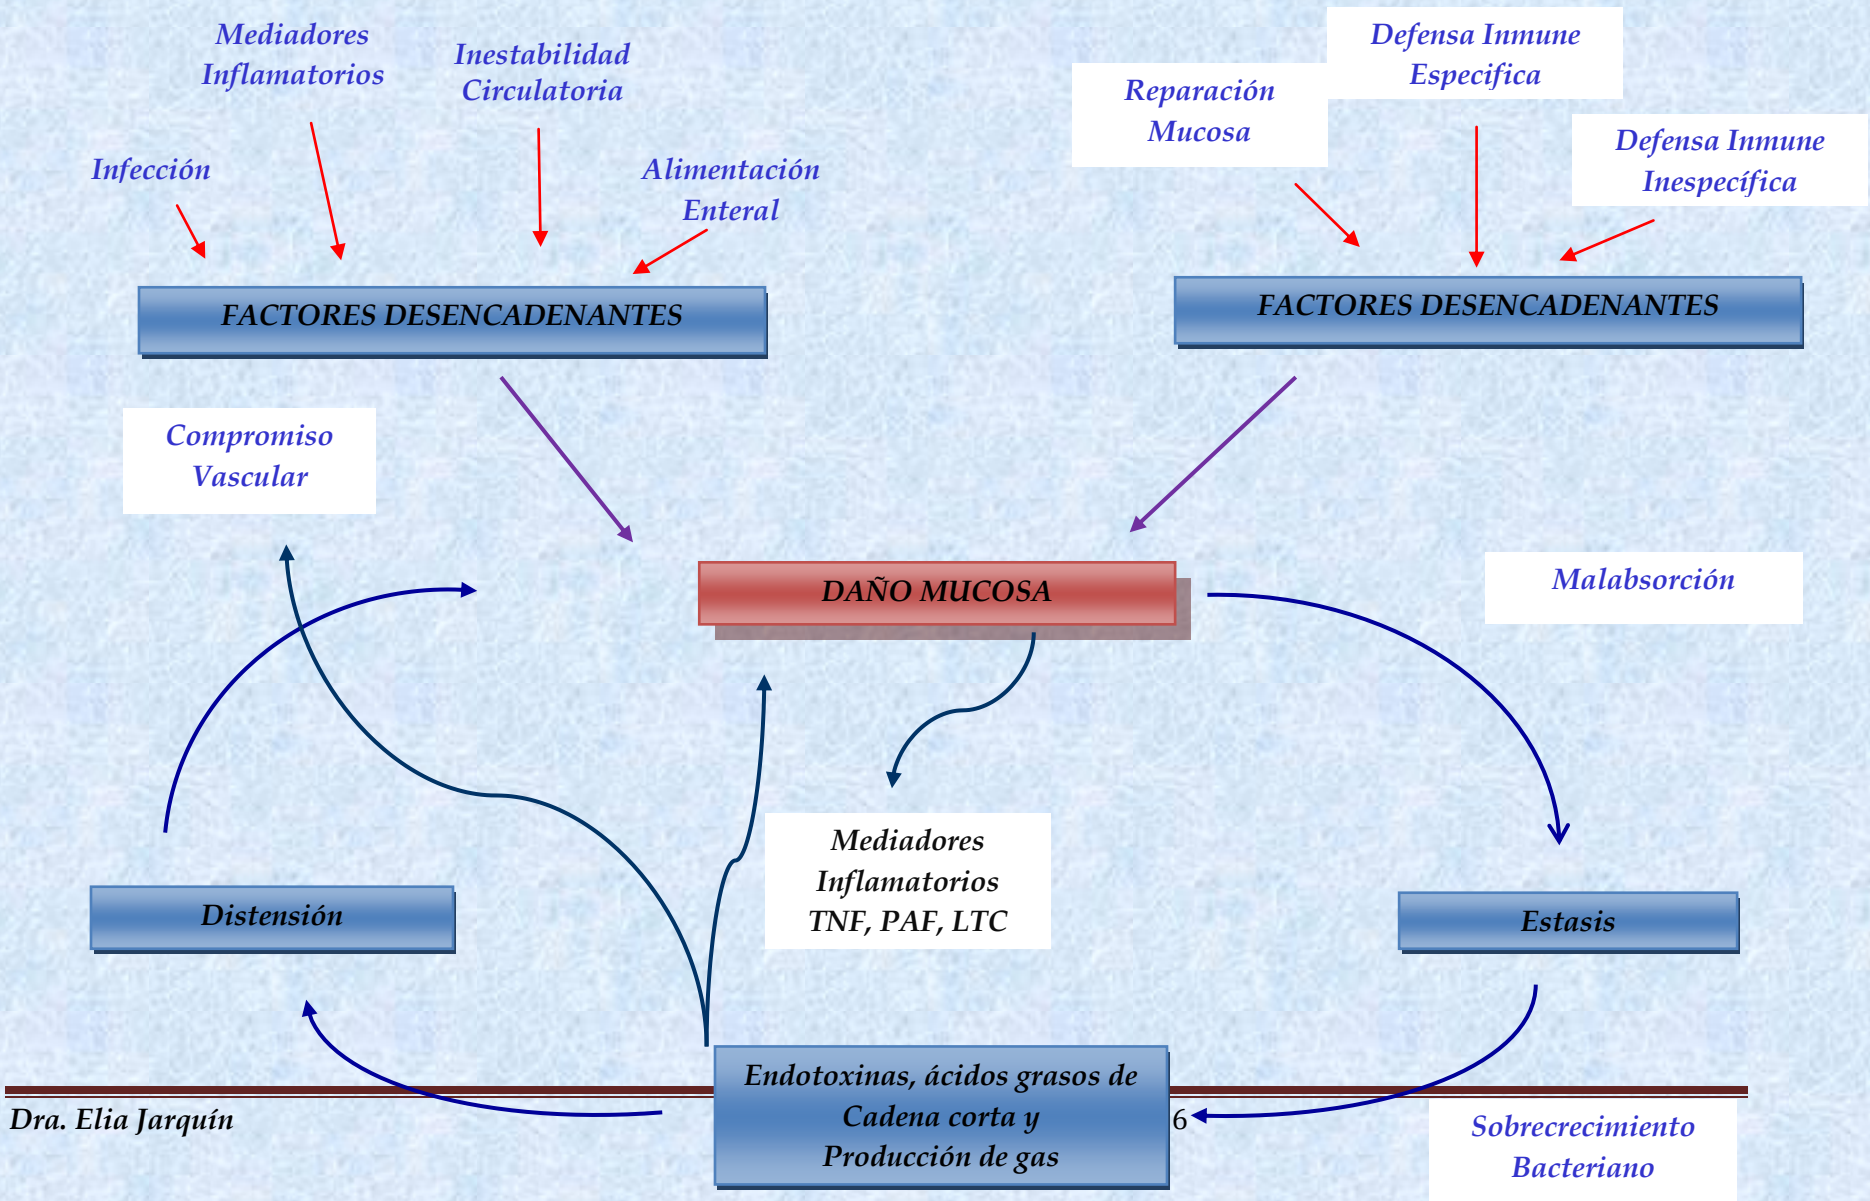 Mediadores
Inflamatorios
Inestabilidad
Circulatoria
Infección
Alimentación
Enteral
Defensa Inmune
Especifica
Reparación
Mucosa
Defensa Inmune
Inespecífica
FACTORES DESENCADENANTES
FACTORES DESENCADENANTES
Compromiso
Vascular
DAÑO MUCOSA
Malabsorción
Mediadores
Inflamatorios
TNF, PAF, LTC
Distensión
Estasis
Endotoxinas, ácidos grasos de
Cadena corta y
Producción de gas
Dra. Elia Jarquín
6
Sobrecrecimiento
Bacteriano